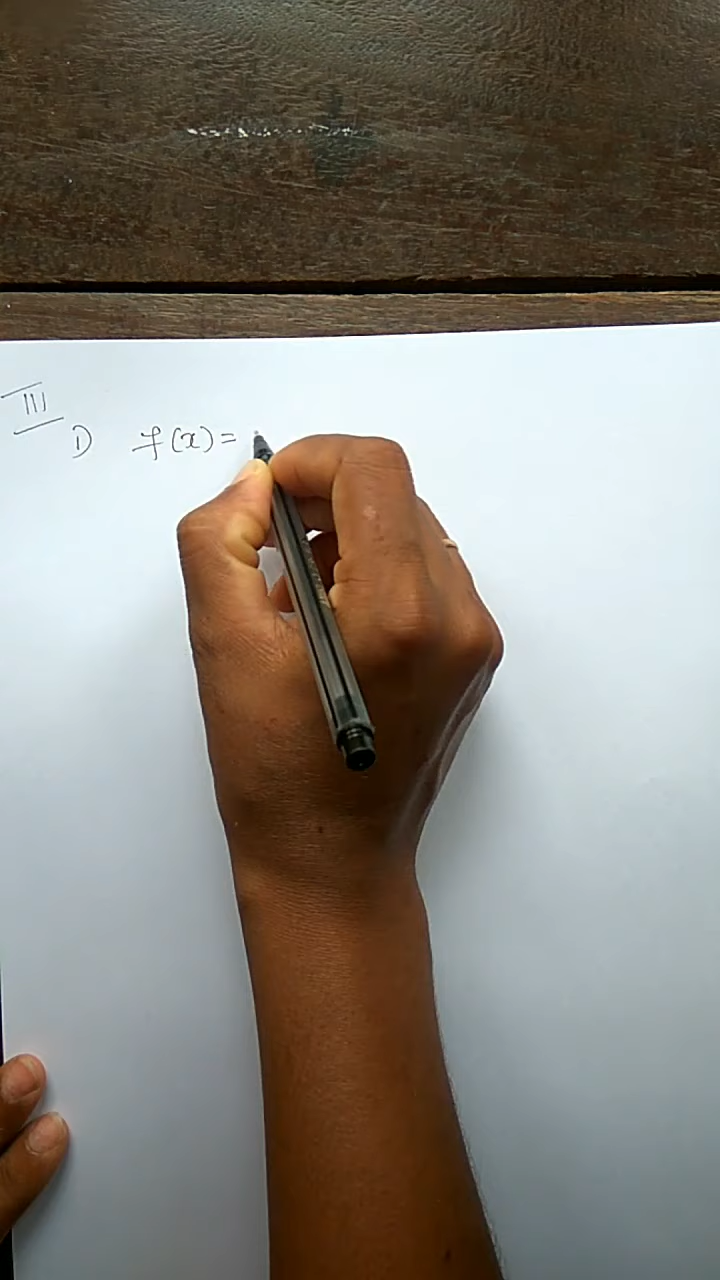 III
1) f(x) =